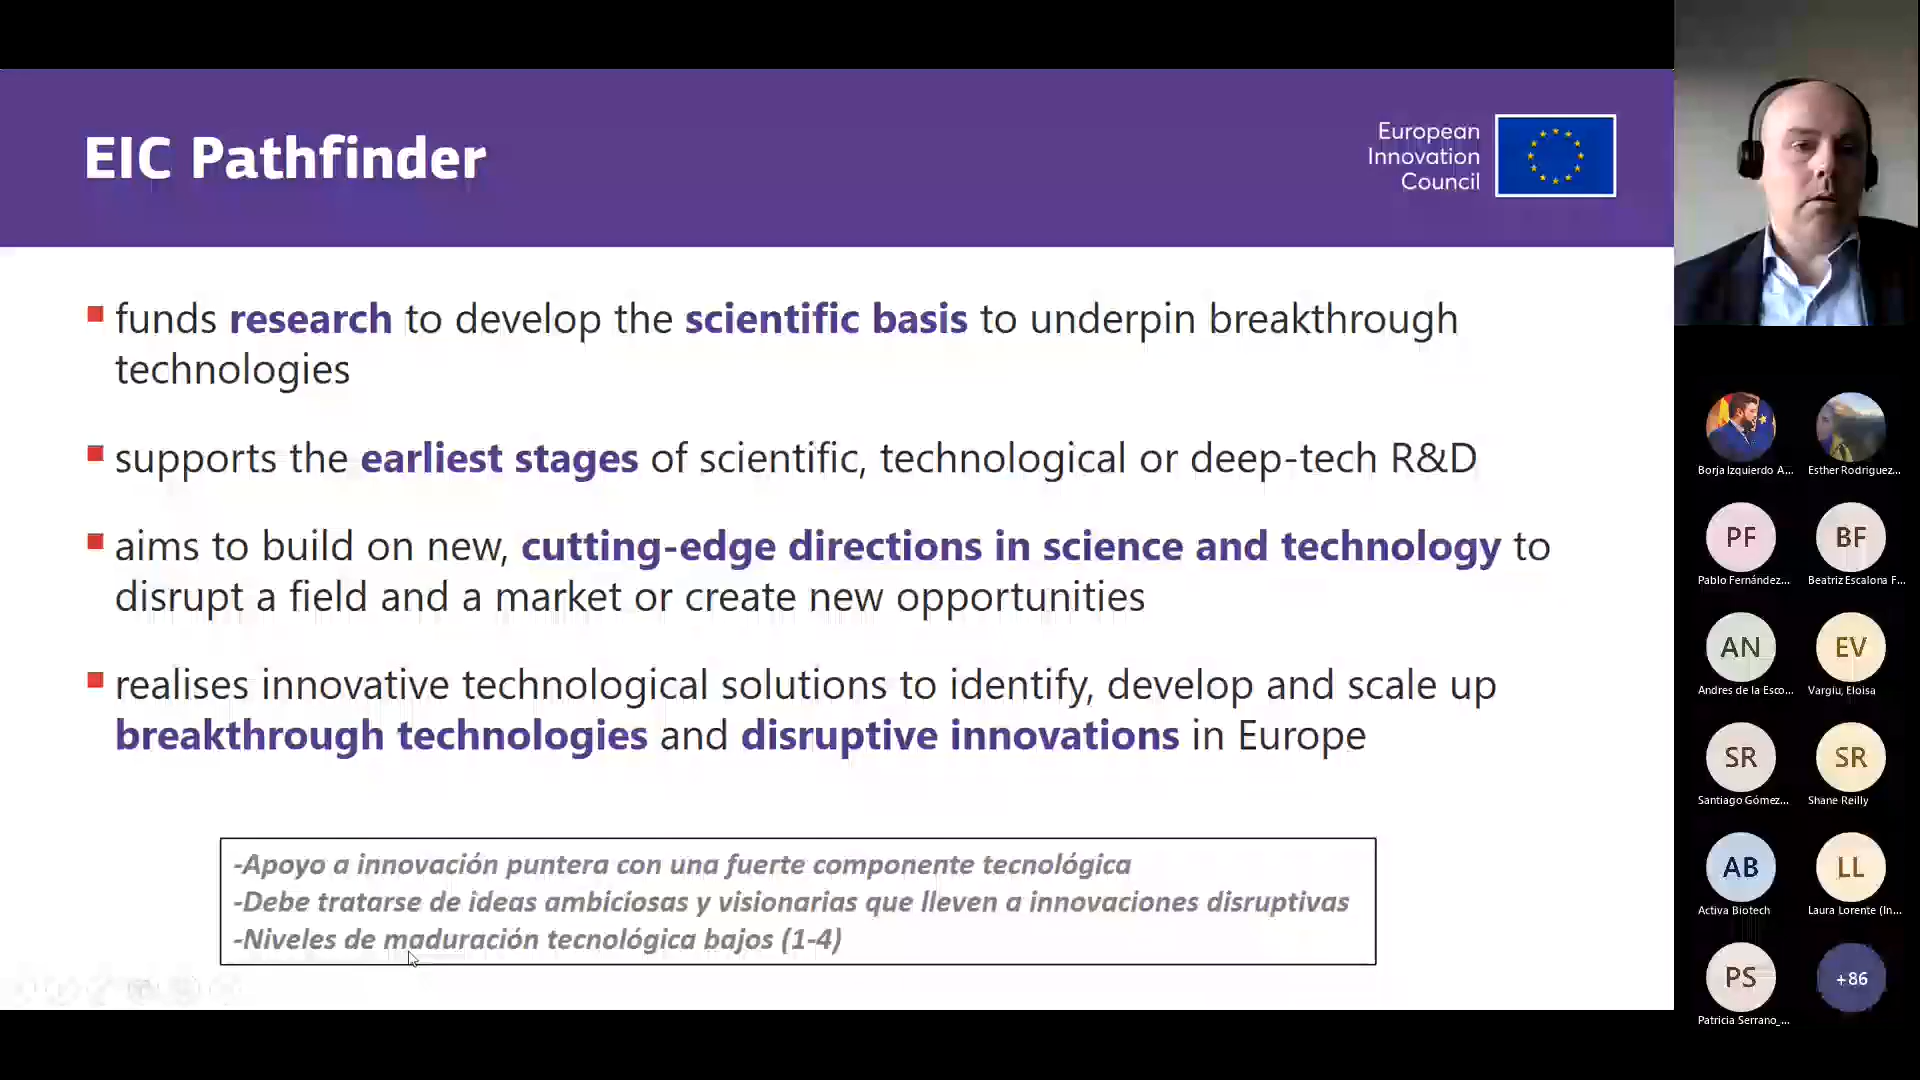 EIC Pathfinder
European
Innovation
Council
funds research to develop the scientific basis to underpin breakthrough
technologies
supports the earliest stages of scientific, technological or deep-tech R&D
aims to build on new, cutting-edge directions in science and technology to
disrupt a field and a market or create new opportunities
realises innovative technological solutions to identify, develop and scale up
breakthrough technologies and disruptive innovations in Europe
-Apoyo a innovación puntera con una fuerte componente tecnológica
-Debe tratarse de ideas ambiciosas y visionarias que lleven a innovaciones disruptivas
-Niveles de maduración tecnológica bajos (1-4)
Borja Izquierdo A...
Esther Rodriguez...
PF
BF
Pablo Fernández...
Beatriz Escalona F...
AN
EV
Andres de la Esco...
Vargiu, Eloisa
SR
SR
Santiago Gómez...
Shane Reilly
AB
LL
Activa Biotech
Laura Lorente (In...
PS
+86
Patricia Serrano_...